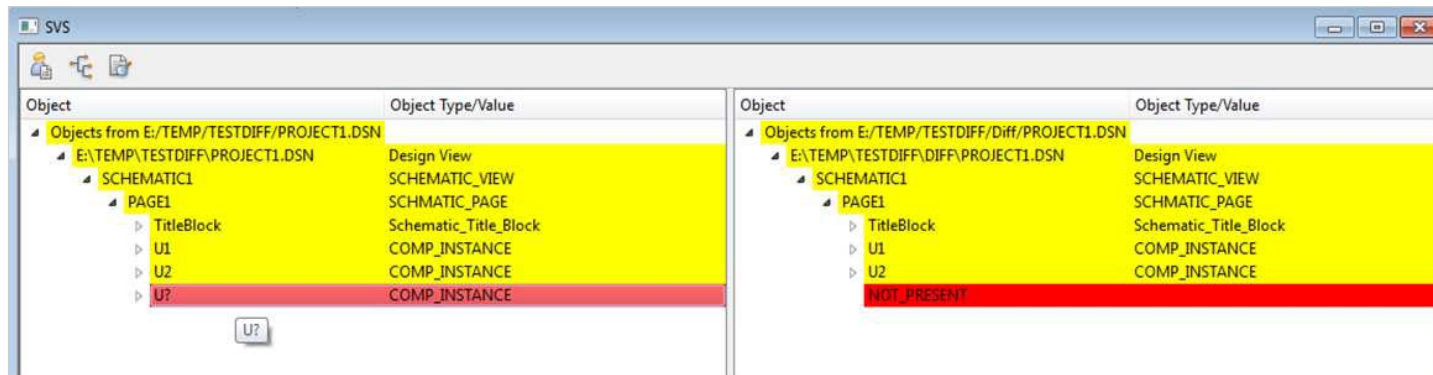 SVS
Object Object Type/Value Object Object Type/Value
Objects from E:/TEMP/TESTDIFF/PROJECT1.DSN Objects from E:/TEMP/TESTDIFF/Diff/PROJECT1.DSN
E:\TEMP\TESTDIFF\PROJECT1.DSN Design View E:\TEMP\TESTDIFF\DIFF\PROJECT1.DSN Design View
SCHEMATIC1 SCHEMATIC_VIEW SCHEMATIC1 SCHEMATIC_VIEW
PAGE1 SCHMATIC_PAGE PAGE1 SCHMATIC_PAGE
TitleBlock Schematic_Title_Block TitleBlock Schematic_Title_Block
U1 COMP_INSTANCE U1 COMP_INSTANCE
U2 COMP_INSTANCE U2 COMP_INSTANCE
U? COMP_INSTANCE NOT_PRESENT
U?